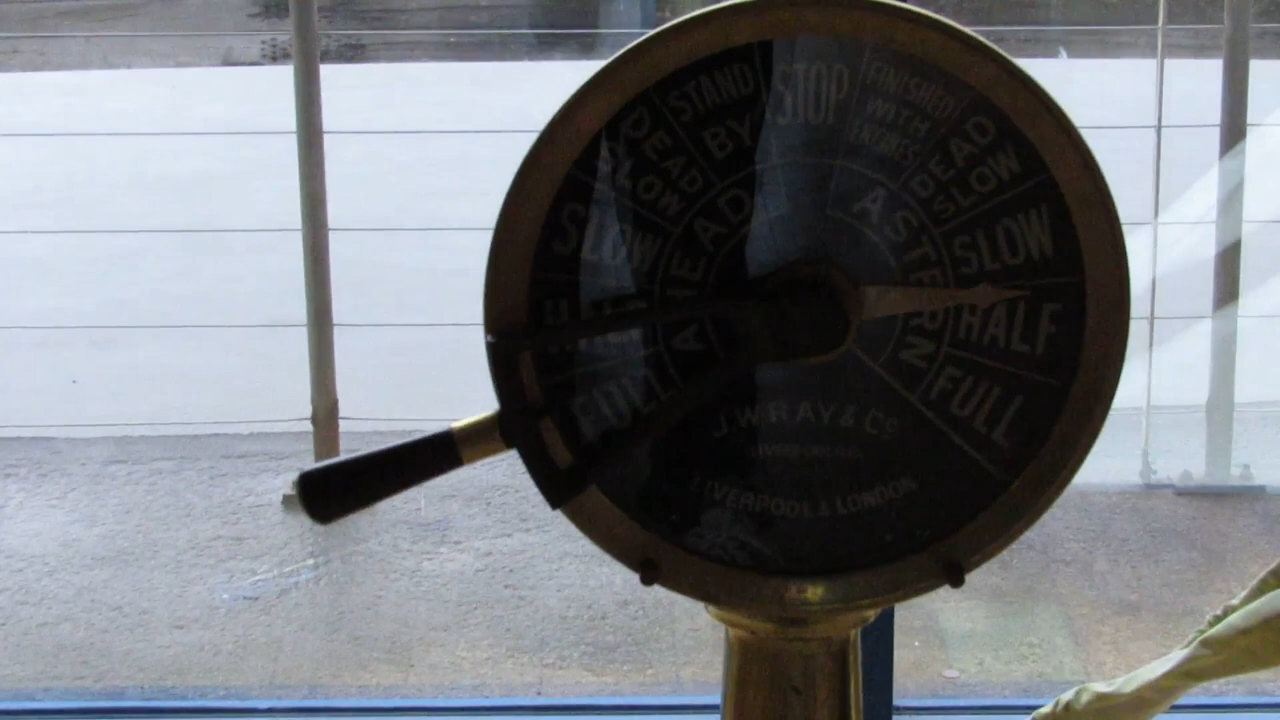 STAND
BY
STOP
FINISHED
WITH
ENGINES
DEAD
SLOW
DEAD
SLOW
SLOW
SLOW
AHEAD
ASTERN
HALF
HALF
FULL
FULL
J.W. RAY & Co
LIVERPOOL & LONDON